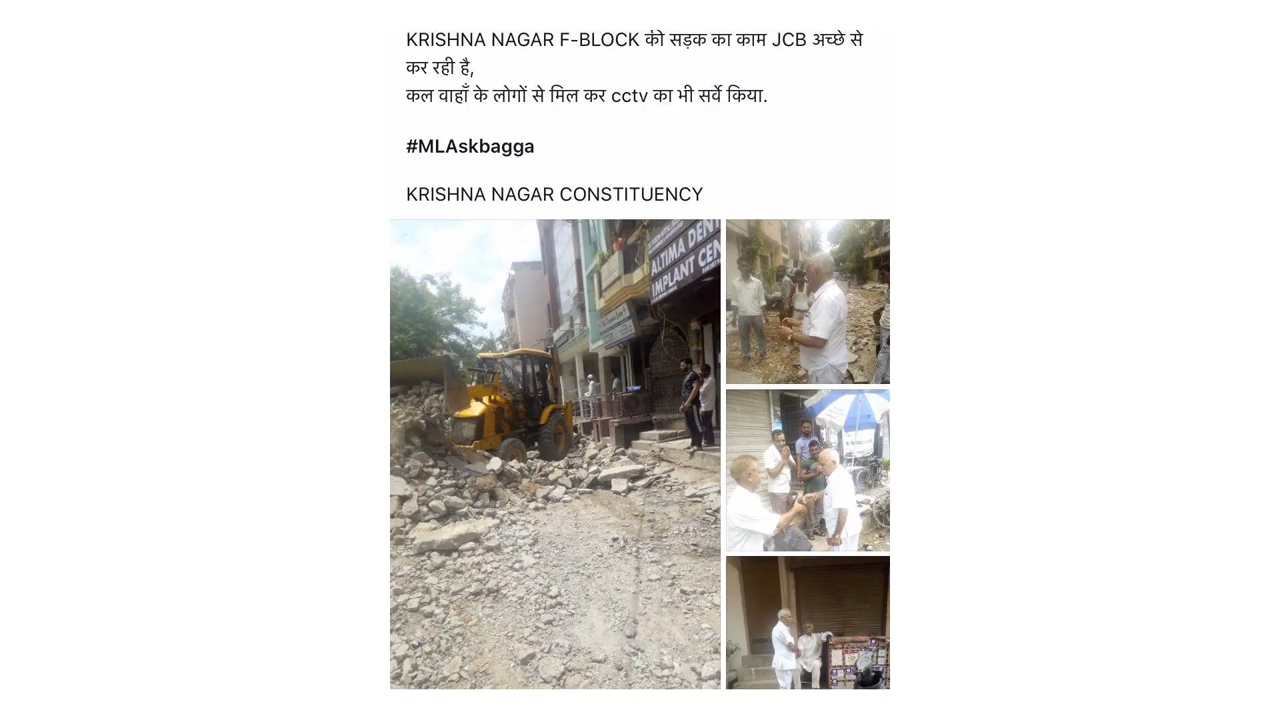 KRISHNA NAGAR F-BLOCK की सड़क का काम JCB अच्छे से
कर रही है,
कल वाहाँ के लोगों से मिल कर cctv का भी सर्वे किया.
#MLAskbagga
KRISHNA NAGAR CONSTITUENCY
ALTIMA DENT
IMPLANT CEN